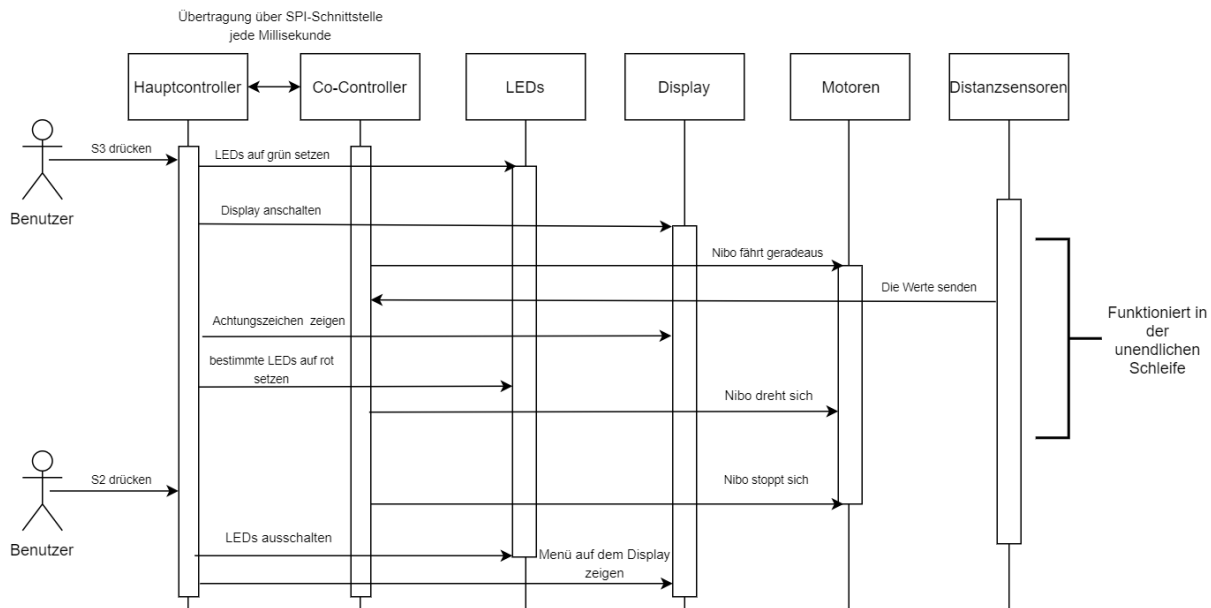 Übertragung über SPI-Schnittstelle
jede Millisekunde
Hauptcontroller
Co-Controller
LEDs
Display
Motoren
Distanzsensoren
S3 drücken
LEDs auf grün setzen
Benutzer
Display anschalten
Nibo fährt geradeaus
Die Werte senden
Achtungszeichen zeigen
Funktioniert in
der
unendlichen
Schleife
bestimmte LEDs auf rot
setzen
Nibo dreht sich
S2 drücken
Nibo stoppt sich
Benutzer
LEDs ausschalten
Menü auf dem Display
zeigen